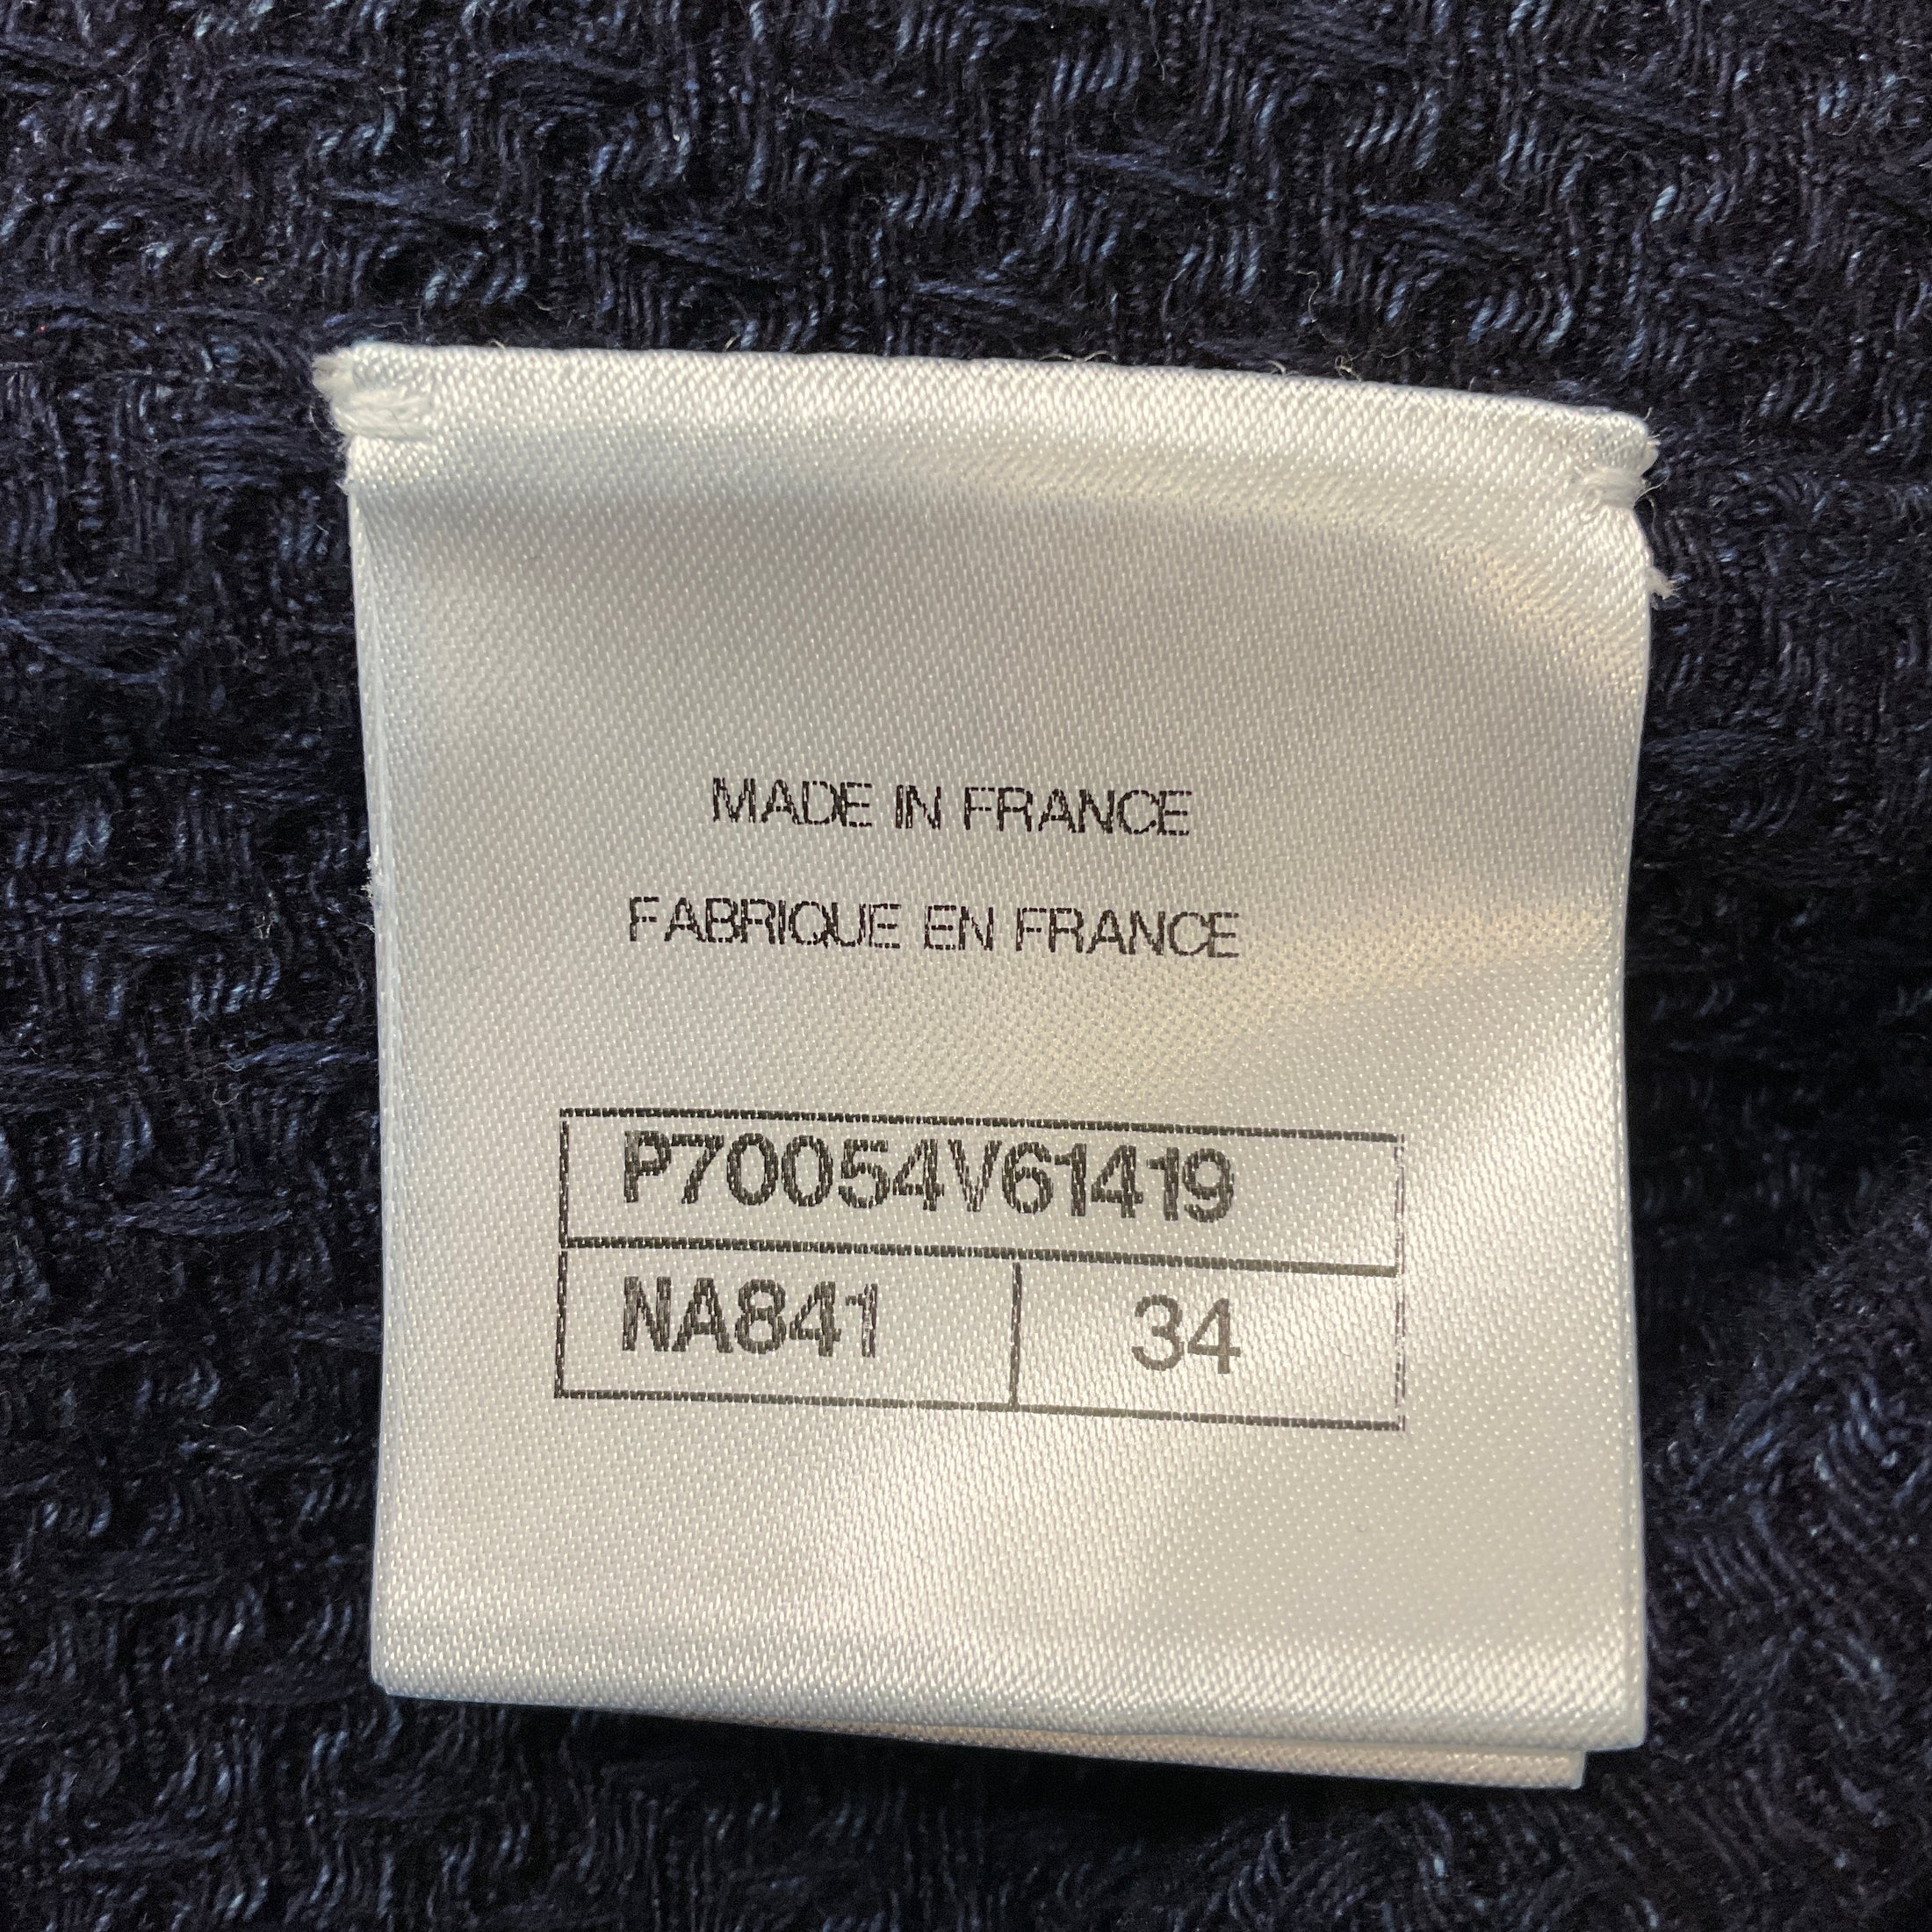 MADE IN FRANCE
FABRIQUE EN FRANCE
P70054V61419
NA841 34